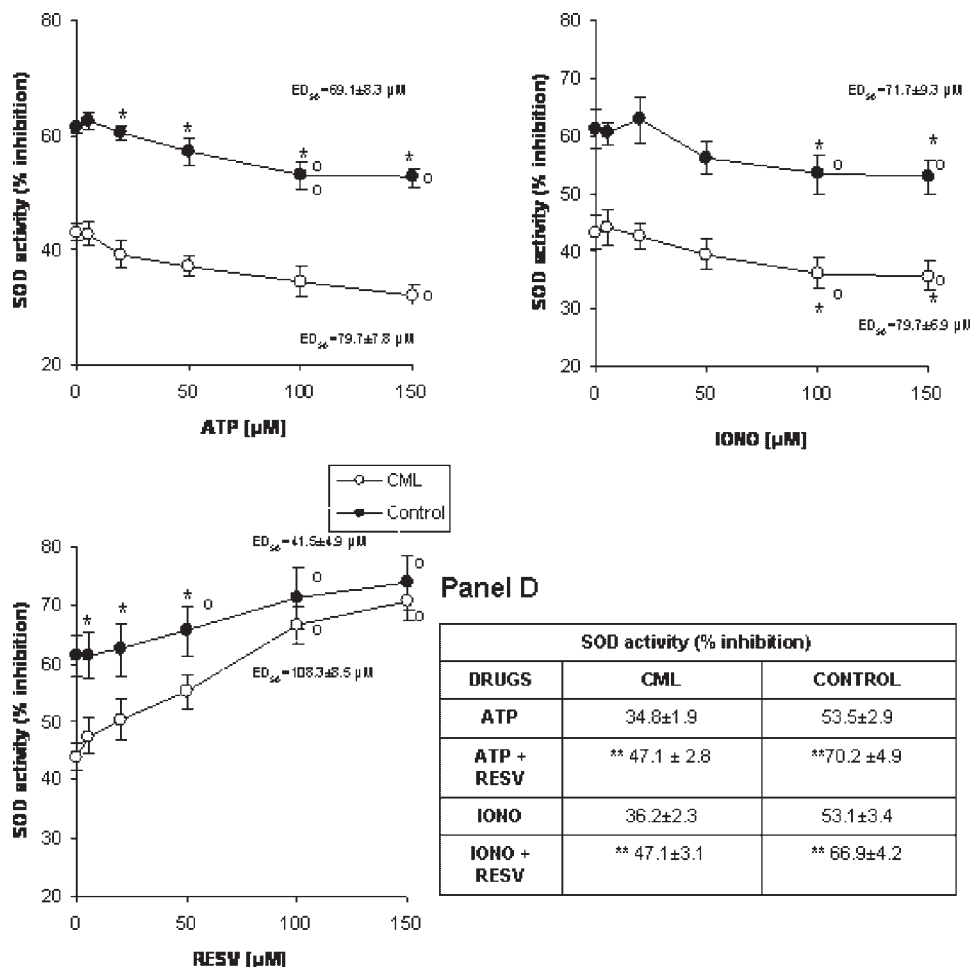 80
60
40
20
SOD activity (% inhibition)
ED50=69.1±8.3 µM
* * * *
o o o
o
ED50=79.7±7.8 µM
0 50 100 150
ATP [µM]
80
70
60
50
40
30
20
SOD activity (% inhibition)
ED50=71.7±9.3 µM
* *
o o
o o
* *
ED50=79.7±6.9 µM
0 50 100 150
IONO [µM]
CML
Control
80
70
60
50
40
30
20
SOD activity (% inhibition)
ED50=41.5±4.9 µM
* * * o o o
o o
ED50=108.3±8.5 µM
0 50 100 150
RESV [µM]
Panel D
SOD activity (% inhibition)
DRUGS CML CONTROL
ATP 34.8±1.9 53.5±2.9
ATP + RESV ** 47.1 ± 2.8 **70.2 ±4.9
IONO 36.2±2.3 53.1±3.4
IONO + RESV ** 47.1±3.1 ** 66.9±4.2